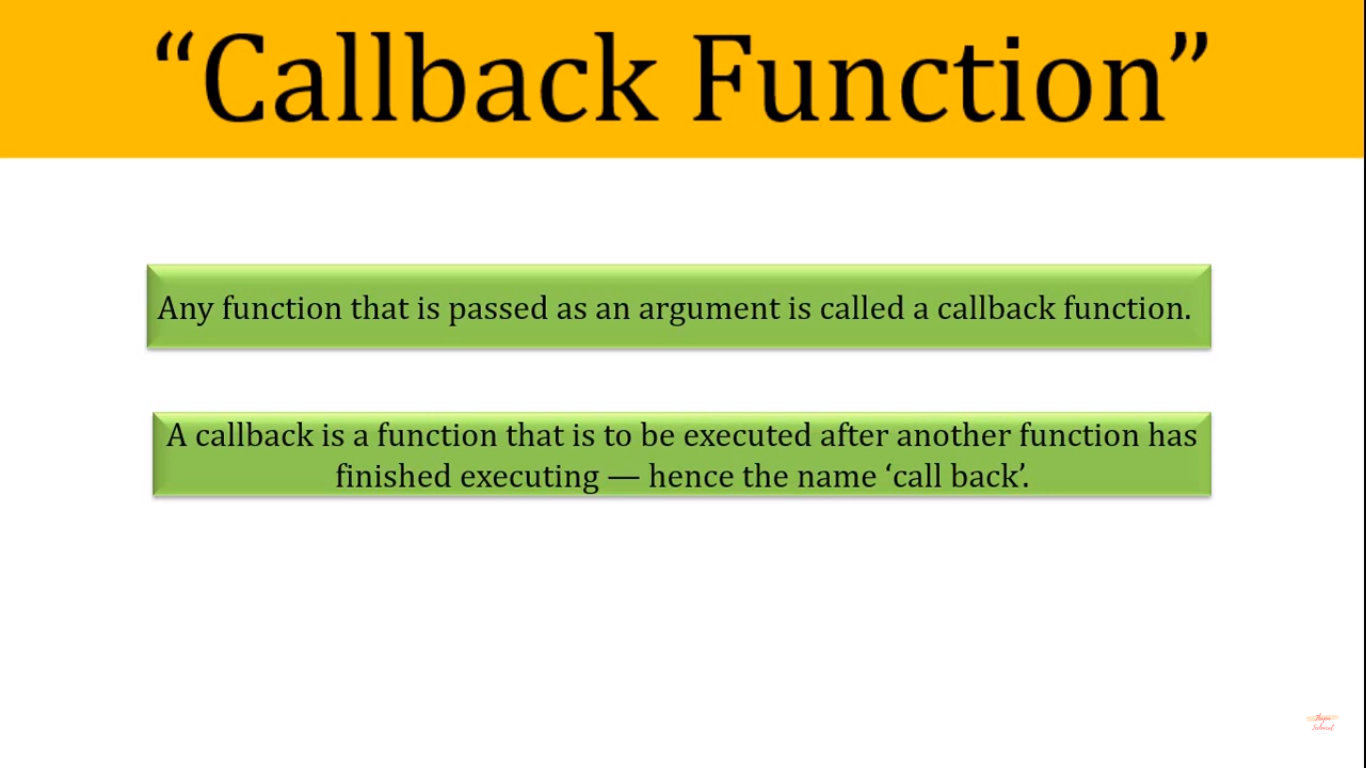 “Callback Function”
Any function that is passed as an argument is called a callback function.
A callback is a function that is to be executed after another function has
finished executing — hence the name ‘call back’.
Technical